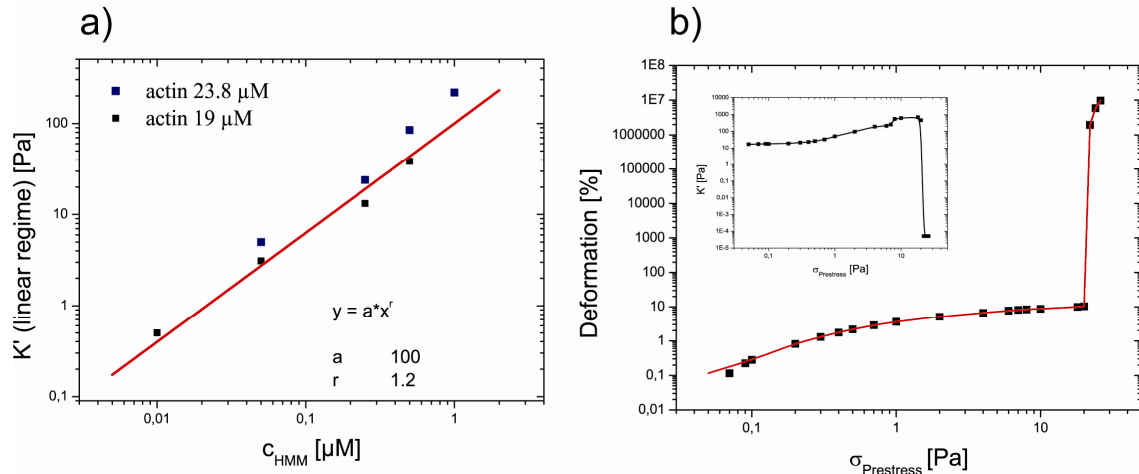 a)
actin 23.8 µM
actin 19 µM
100
10
1
0,1
K' (linear regime) [Pa]
y = a*x^r
a 100
r 1.2
0,01 0,1 1
c_HMM [µM]
b)
1E8
1E7
1000000
100000
10000
1000
100
10
1
0,1
0,01
Deformation [%]
10000
1000
100
10
1
0,1
0,01
1E-3
1E-4
1E-5
K' [Pa]
0,1 1 10
σ_Prestress [Pa]
0,1 1 10
σ_Prestress [Pa]